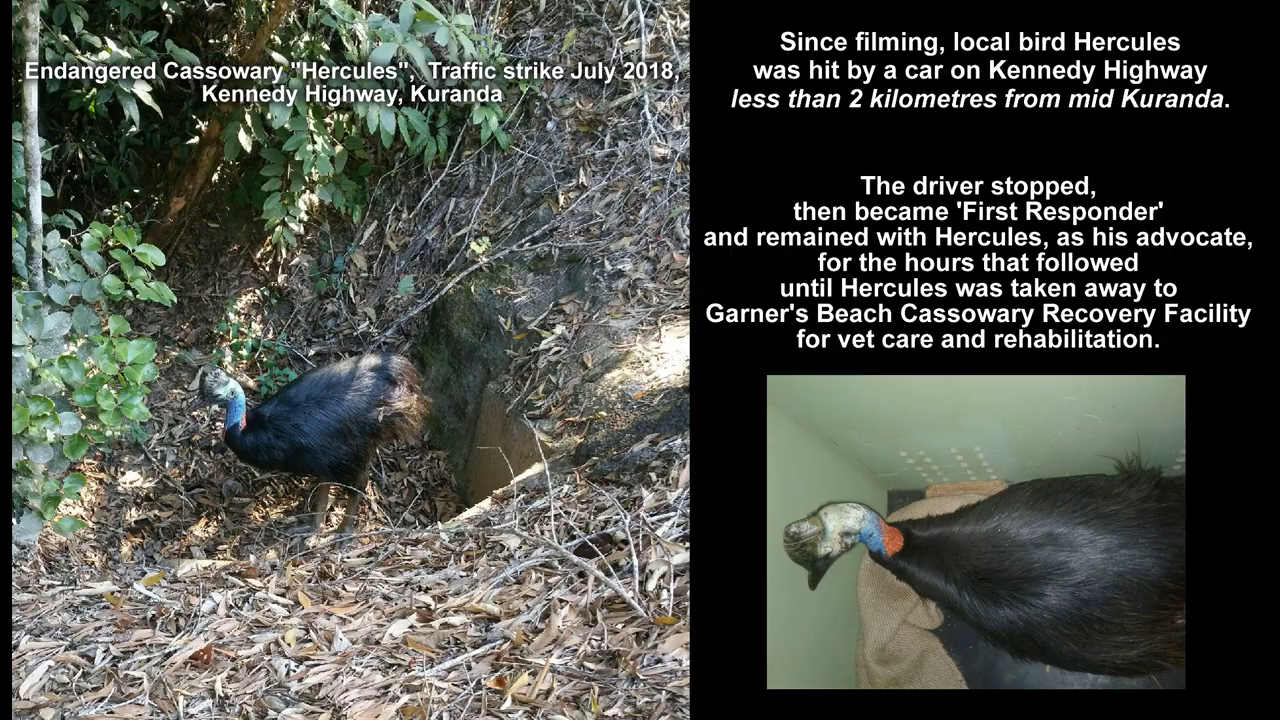 Endangered Cassowary "Hercules",  Traffic strike July 2018,
Kennedy Highway, Kuranda
Since filming, local bird Hercules
was hit by a car on Kennedy Highway
less than 2 kilometres from mid Kuranda.
The driver stopped,
then became 'First Responder'
and remained with Hercules, as his advocate,
for the hours that followed
until Hercules was taken away to
Garner's Beach Cassowary Recovery Facility
for vet care and rehabilitation.